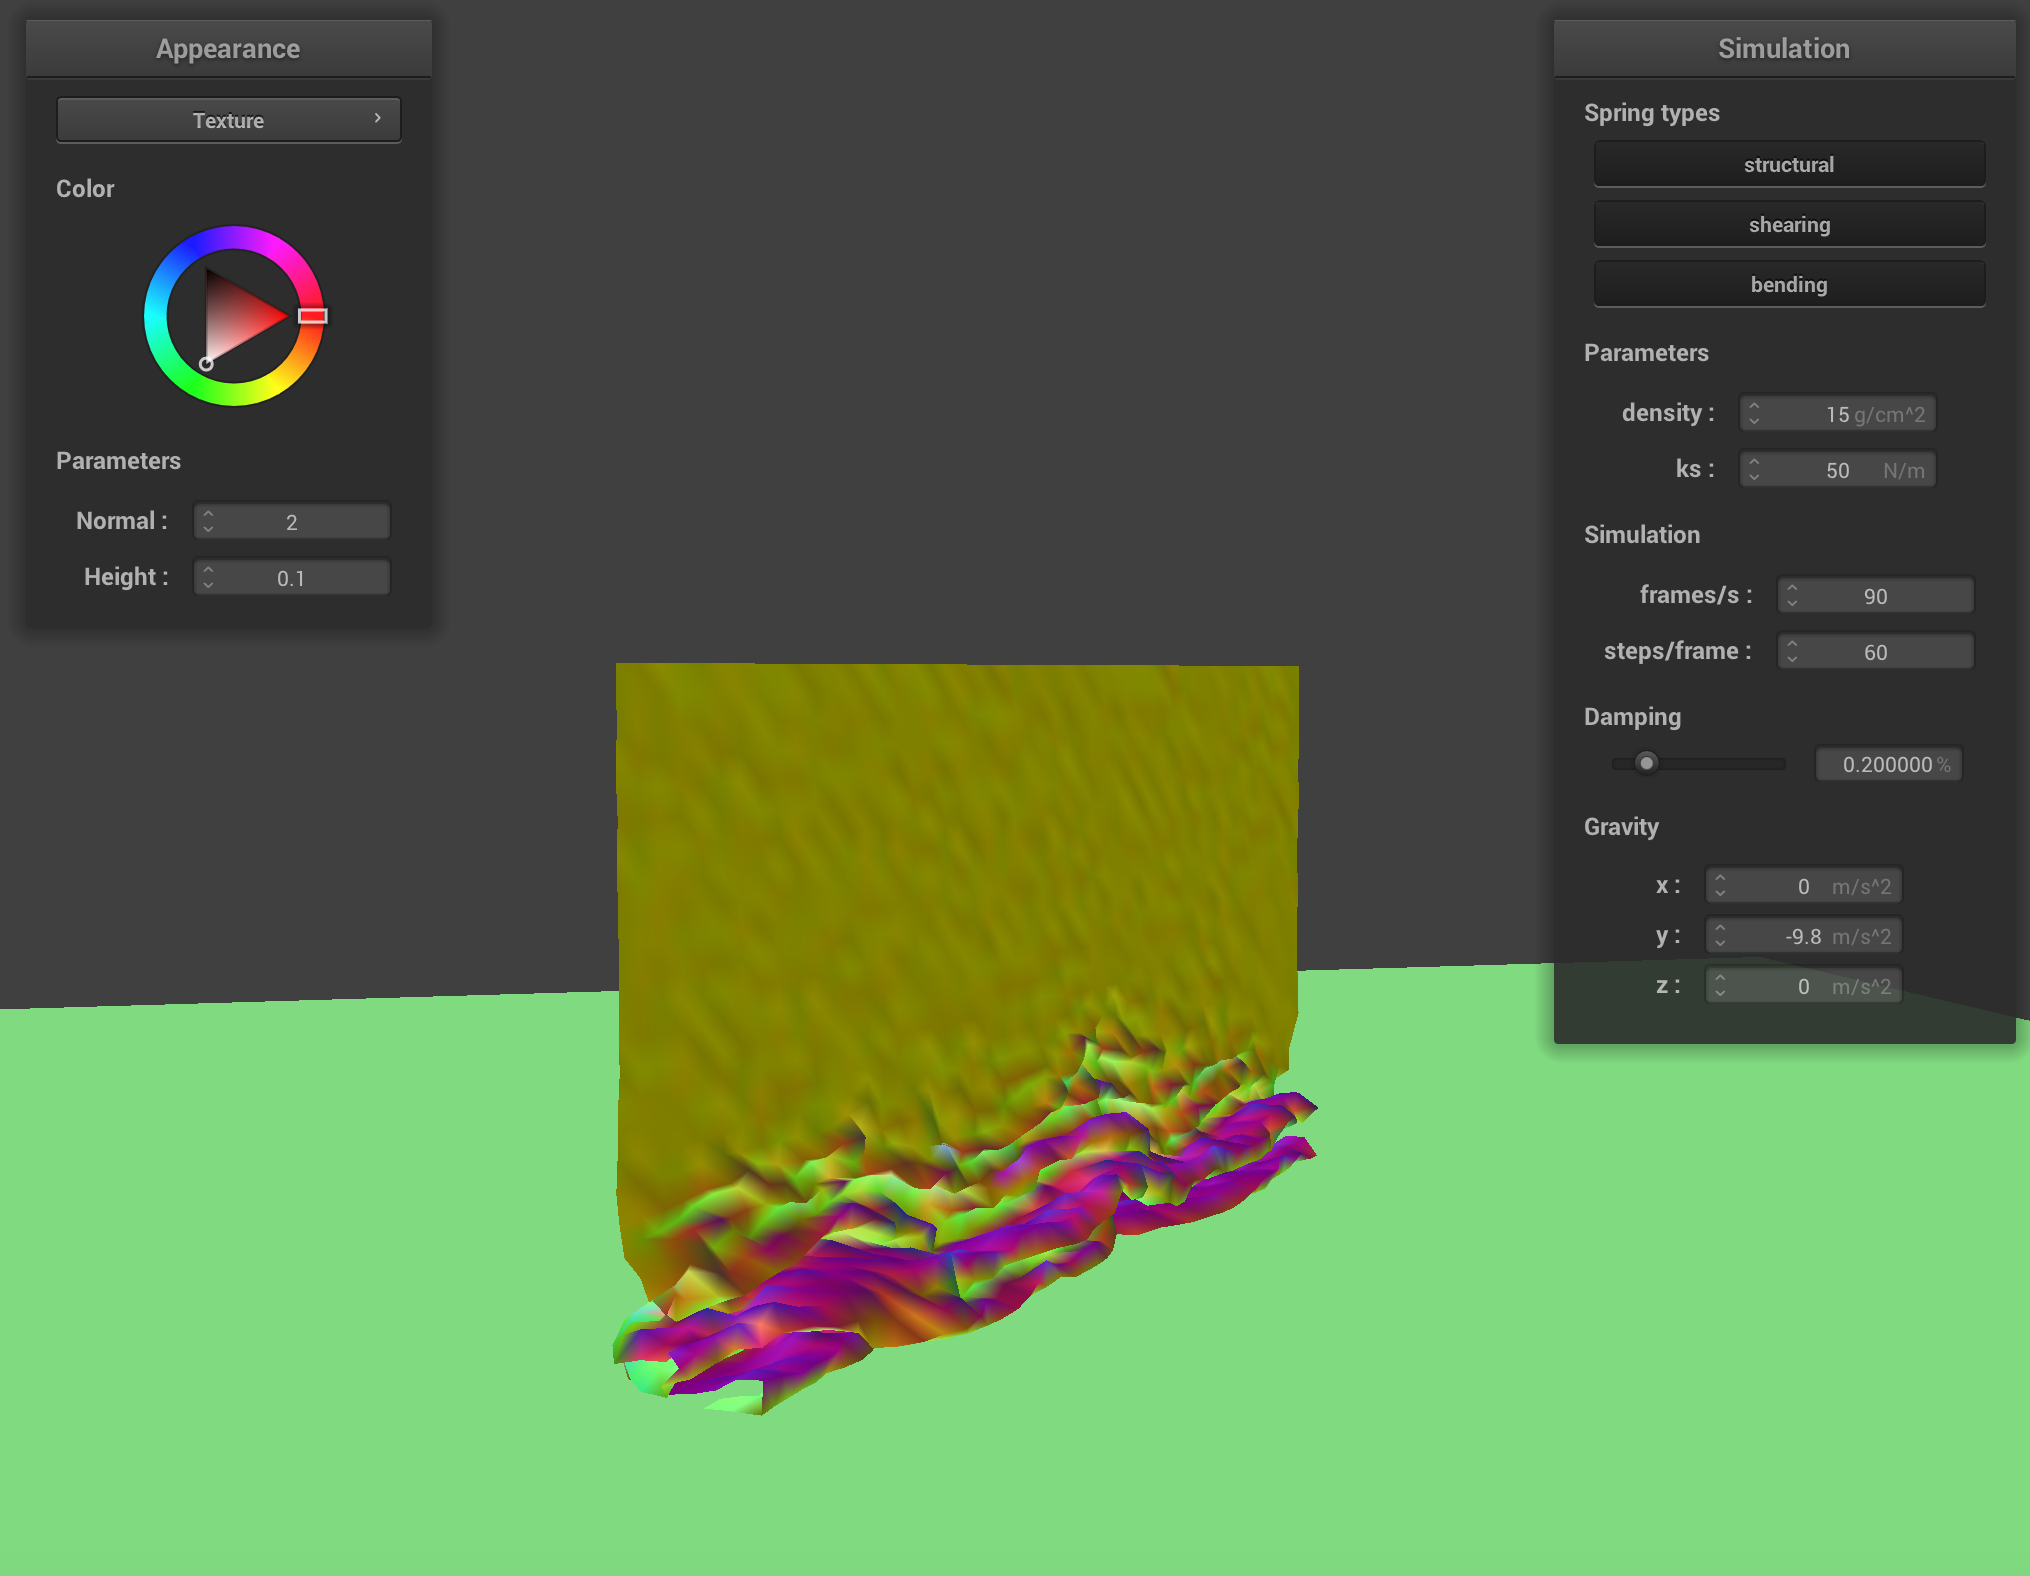 Appearance
Texture
Color
Parameters
Normal : 2
Height : 0.1
Simulation
Spring types
structural
shearing
bending
Parameters
density : 15 g/cm^2
ks : 50 N/m
Simulation
frames/s : 90
steps/frame : 60
Damping
0.200000 %
Gravity
x : 0 m/s^2
y : -9.8 m/s^2
z : 0 m/s^2